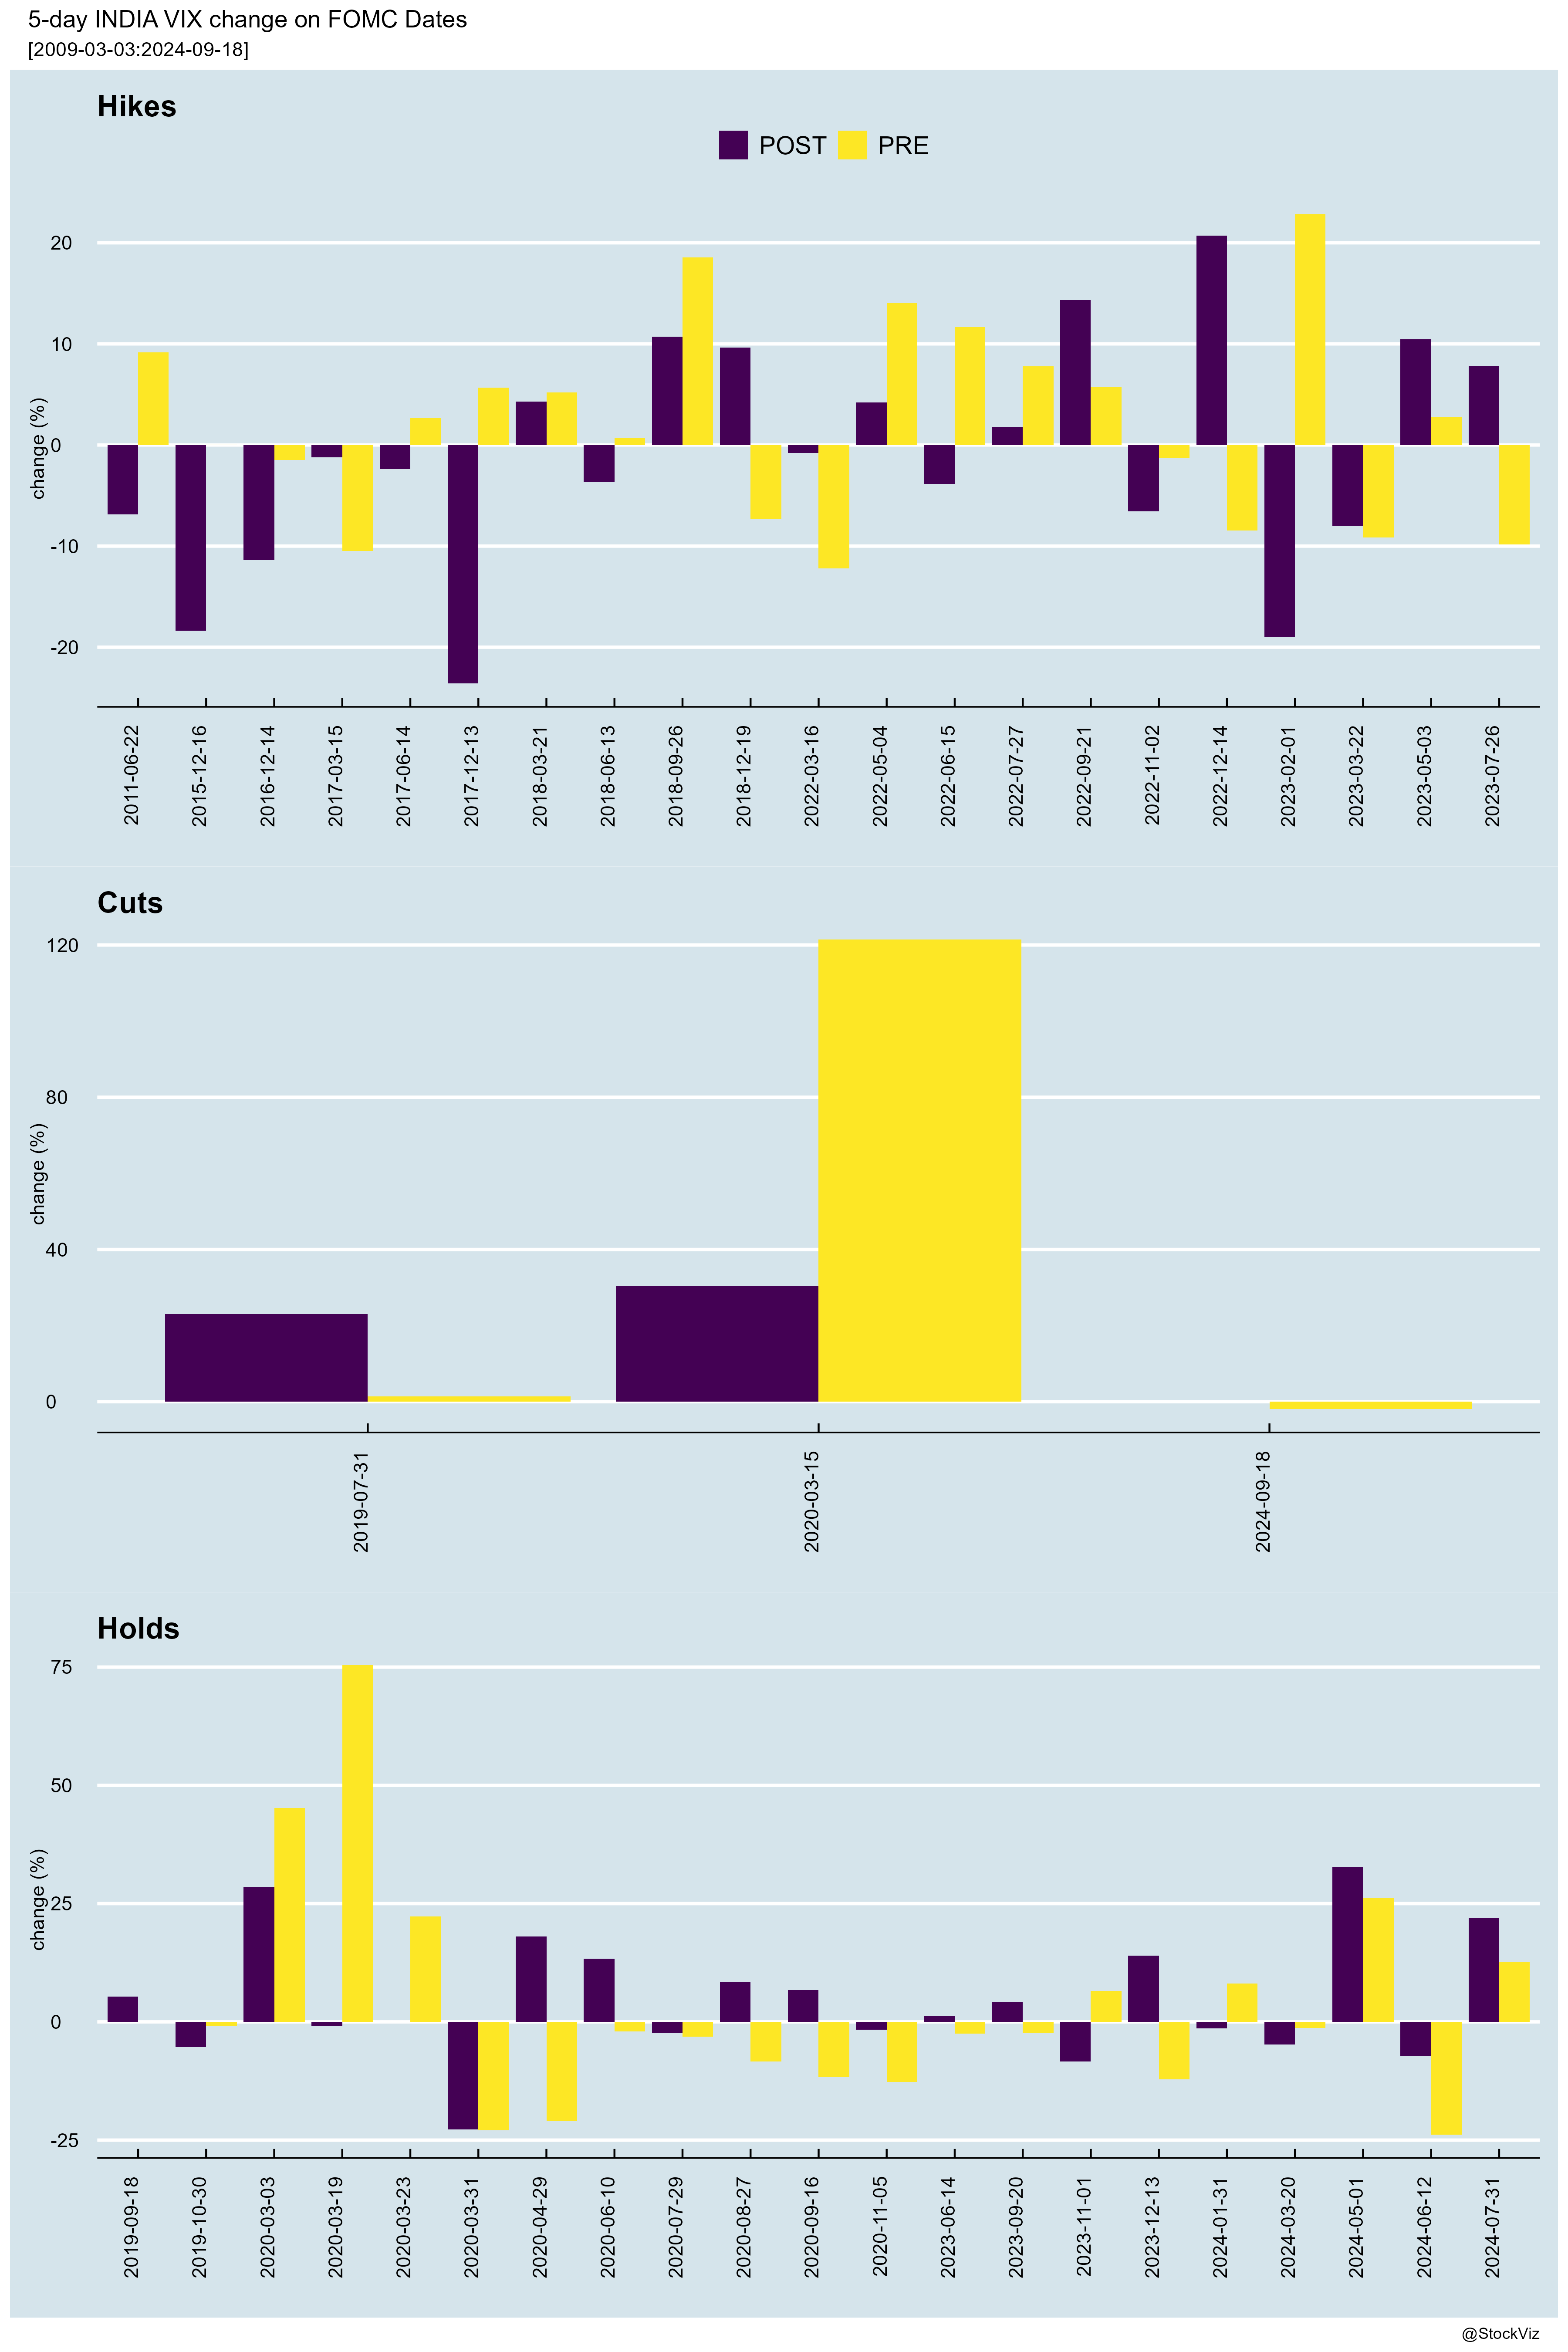 5-day INDIA VIX change on FOMC Dates
[2009-03-03:2024-09-18]
Hikes
POST PRE
20
10
0
-10
-20
change (%)
2011-06-22 2015-12-16 2016-12-14 2017-03-15 2017-06-14 2017-12-13 2018-03-21 2018-06-13 2018-09-26 2018-12-19 2022-03-16 2022-05-04 2022-06-15 2022-07-27 2022-09-21 2022-11-02 2022-12-14 2023-02-01 2023-03-22 2023-05-03 2023-07-26
Cuts
120
80
40
0
change (%)
2019-07-31 2020-03-15 2024-09-18
Holds
75
50
25
0
-25
change (%)
2019-09-18 2019-10-30 2020-03-03 2020-03-19 2020-03-23 2020-03-31 2020-04-29 2020-06-10 2020-07-29 2020-08-27 2020-09-16 2020-11-05 2023-06-14 2023-09-20 2023-11-01 2023-12-13 2024-01-31 2024-03-20 2024-05-01 2024-06-12 2024-07-31
@StockViz